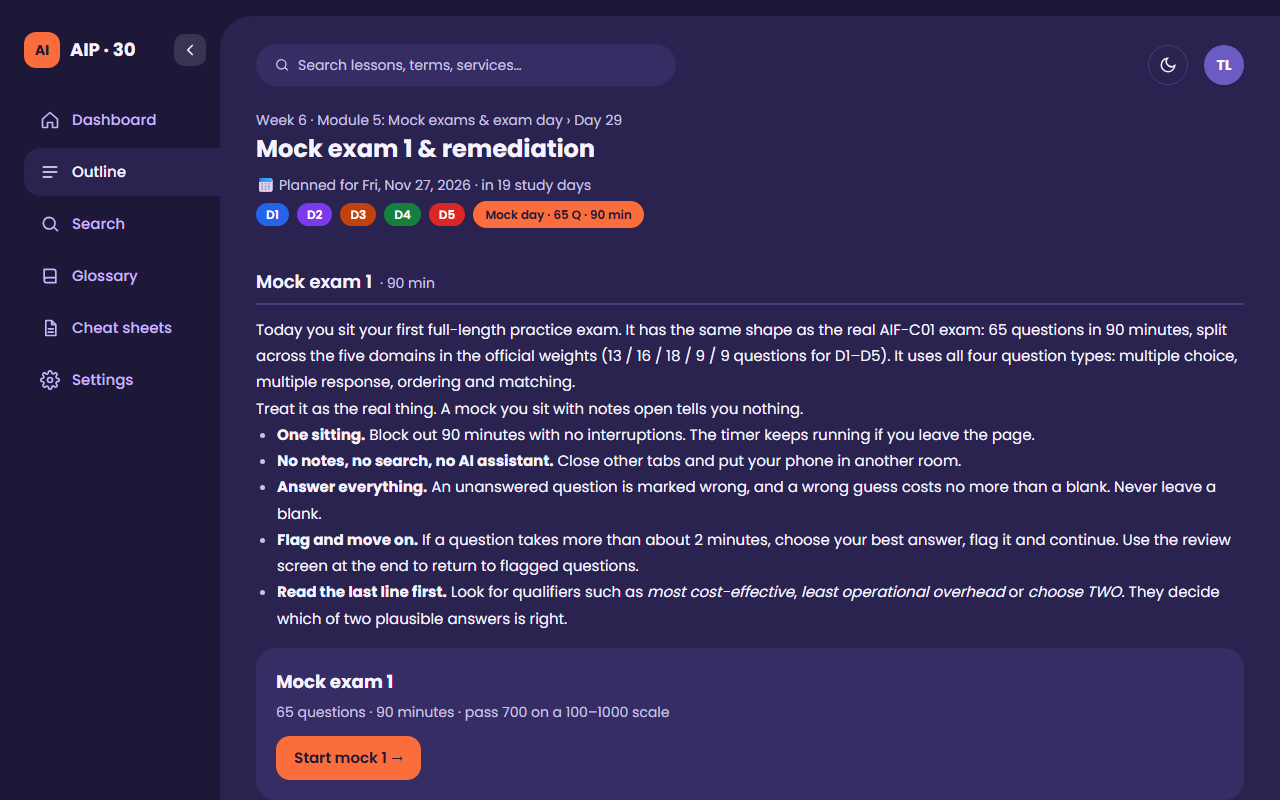 AI AIP · 30
Dashboard
Outline
Search
Glossary
Cheat sheets
Settings
Search lessons, terms, services...
TL
Week 6 · Module 5: Mock exams & exam day › Day 29
Mock exam 1 & remediation
Planned for Fri, Nov 27, 2026 · in 19 study days
D1 D2 D3 D4 D5 Mock day · 65 Q · 90 min
Mock exam 1 · 90 min
Today you sit your first full-length practice exam. It has the same shape as the real AIF-C01 exam: 65 questions in 90 minutes, split
across the five domains in the official weights (13 / 16 / 18 / 9 / 9 questions for D1–D5). It uses all four question types: multiple choice,
multiple response, ordering and matching.
Treat it as the real thing. A mock you sit with notes open tells you nothing.
• One sitting. Block out 90 minutes with no interruptions. The timer keeps running if you leave the page.
• No notes, no search, no AI assistant. Close other tabs and put your phone in another room.
• Answer everything. An unanswered question is marked wrong, and a wrong guess costs no more than a blank. Never leave a
blank.
• Flag and move on. If a question takes more than about 2 minutes, choose your best answer, flag it and continue. Use the review
screen at the end to return to flagged questions.
• Read the last line first. Look for qualifiers such as most cost-effective, least operational overhead or choose TWO. They decide
which of two plausible answers is right.
Mock exam 1
65 questions · 90 minutes · pass 700 on a 100–1000 scale
Start mock 1 →